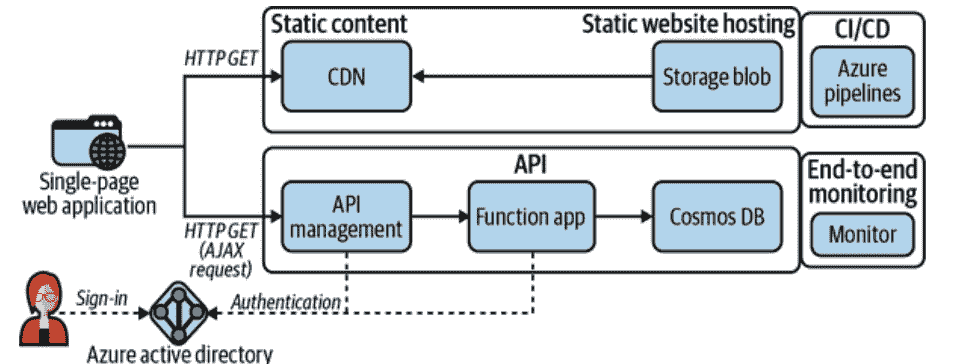 Static content
Static website hosting
CI/CD
HTTP GET
CDN
Storage blob
Azure
pipelines
Single-page
web application
API
End-to-end
monitoring
API
management
Function app
Cosmos DB
Monitor
HTTP GET
(AJAX
request)
Sign-in
Authentication
Azure active directory